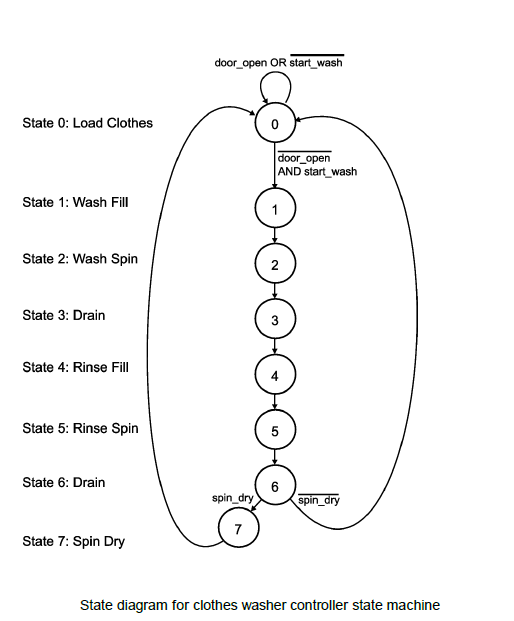 door_open OR start_wash
State 0: Load Clothes
0
door_open
AND start_wash
State 1: Wash Fill
1
State 2: Wash Spin
2
State 3: Drain
3
State 4: Rinse Fill
4
State 5: Rinse Spin
5
State 6: Drain
6
spin_dry
spin_dry
7
State 7: Spin Dry
State diagram for clothes washer controller state machine